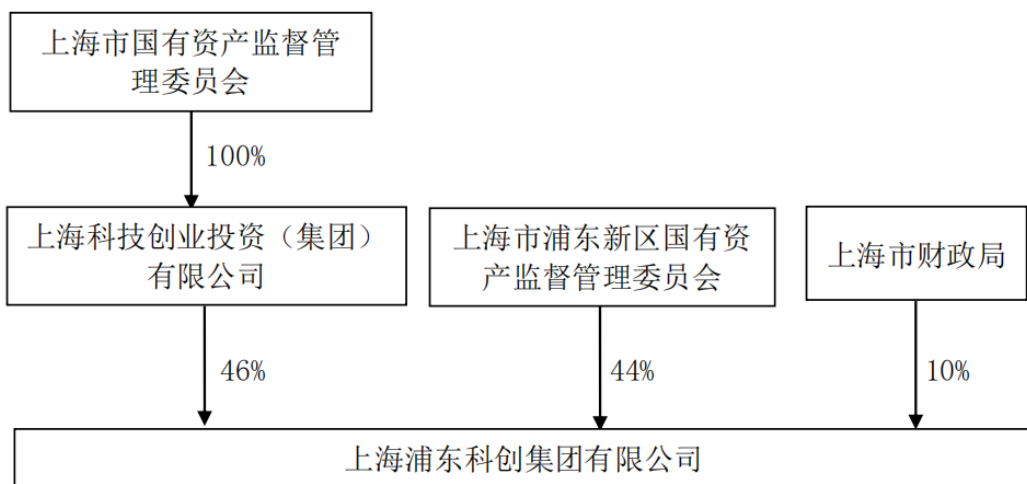 上海市国有资产监督管
理委员会
100%
上海科技创业投资（集团）
有限公司
上海市浦东新区国有资
产监督管理委员会
上海市财政局
46%
44%
10%
上海浦东科创集团有限公司